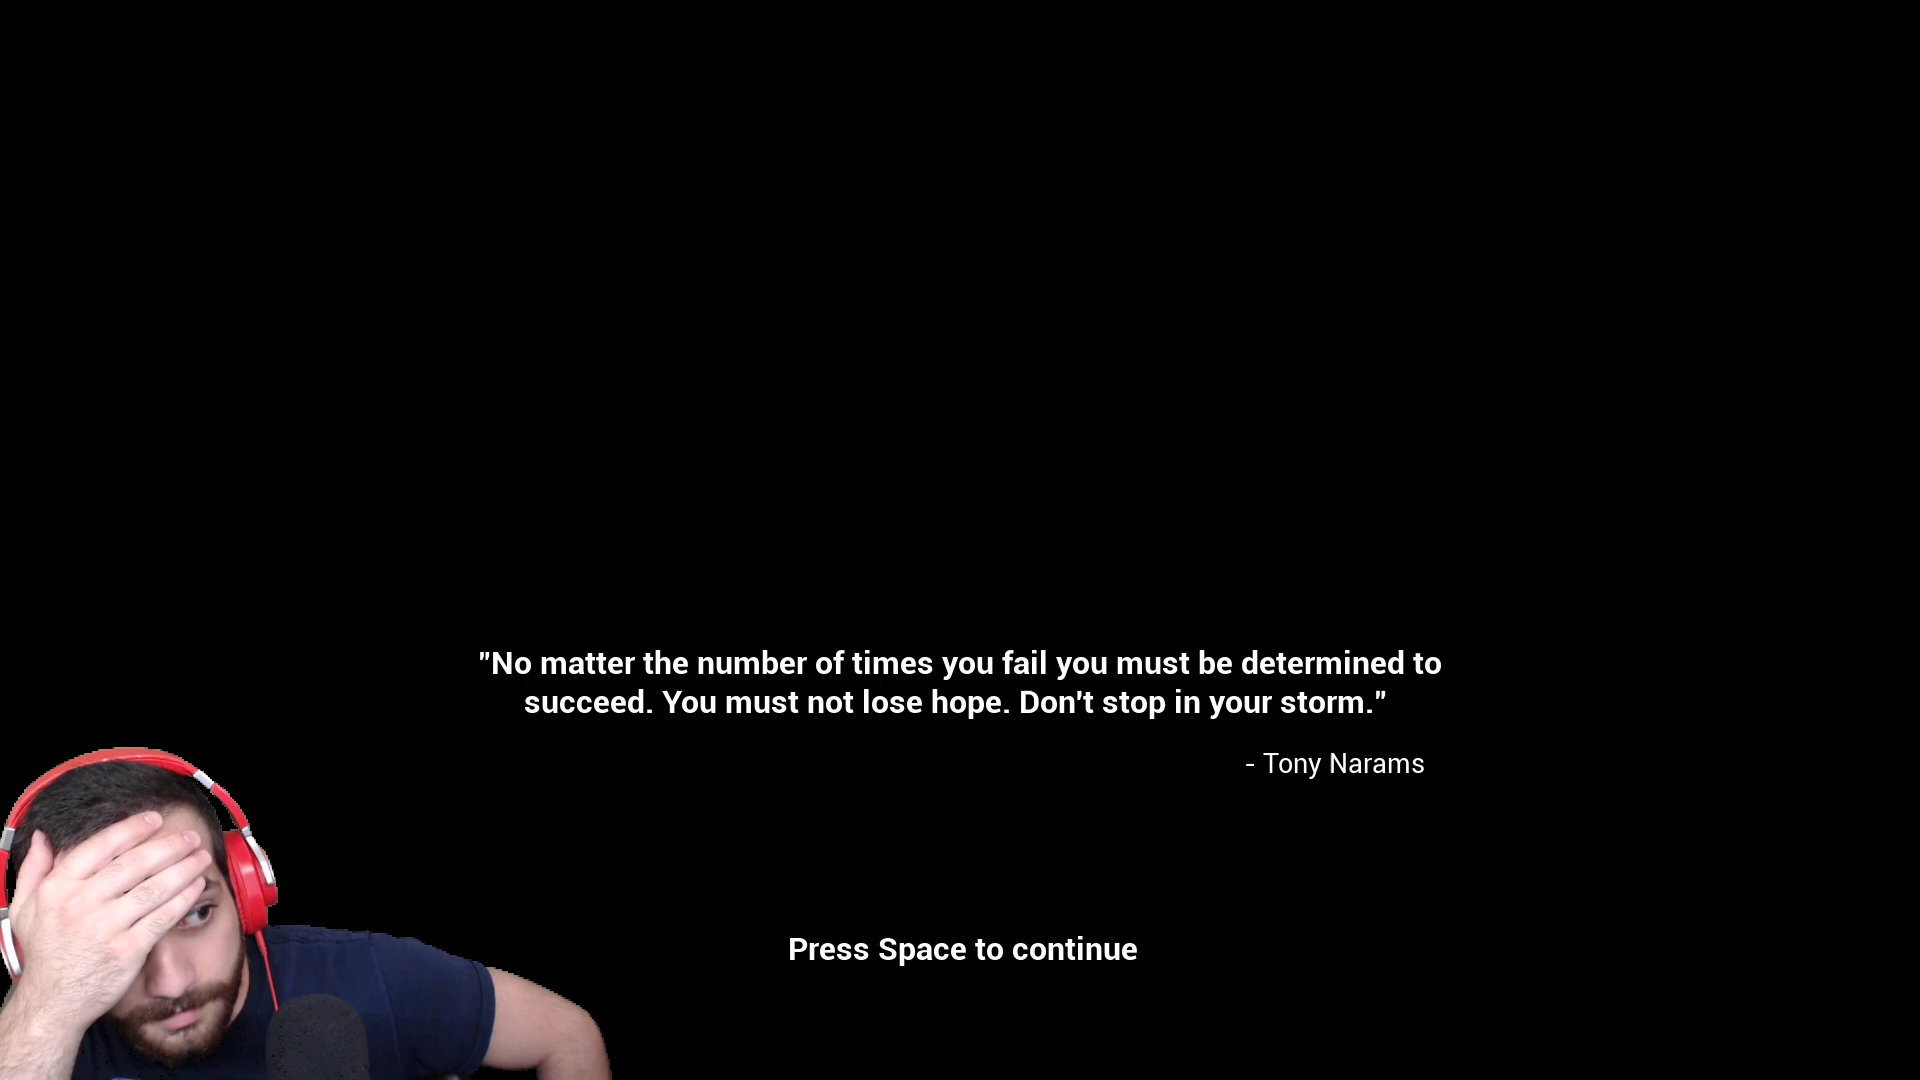 "No matter the number of times you fail you must be determined to
succeed. You must not lose hope. Don't stop in your storm."
- Tony Narams
Press Space to continue